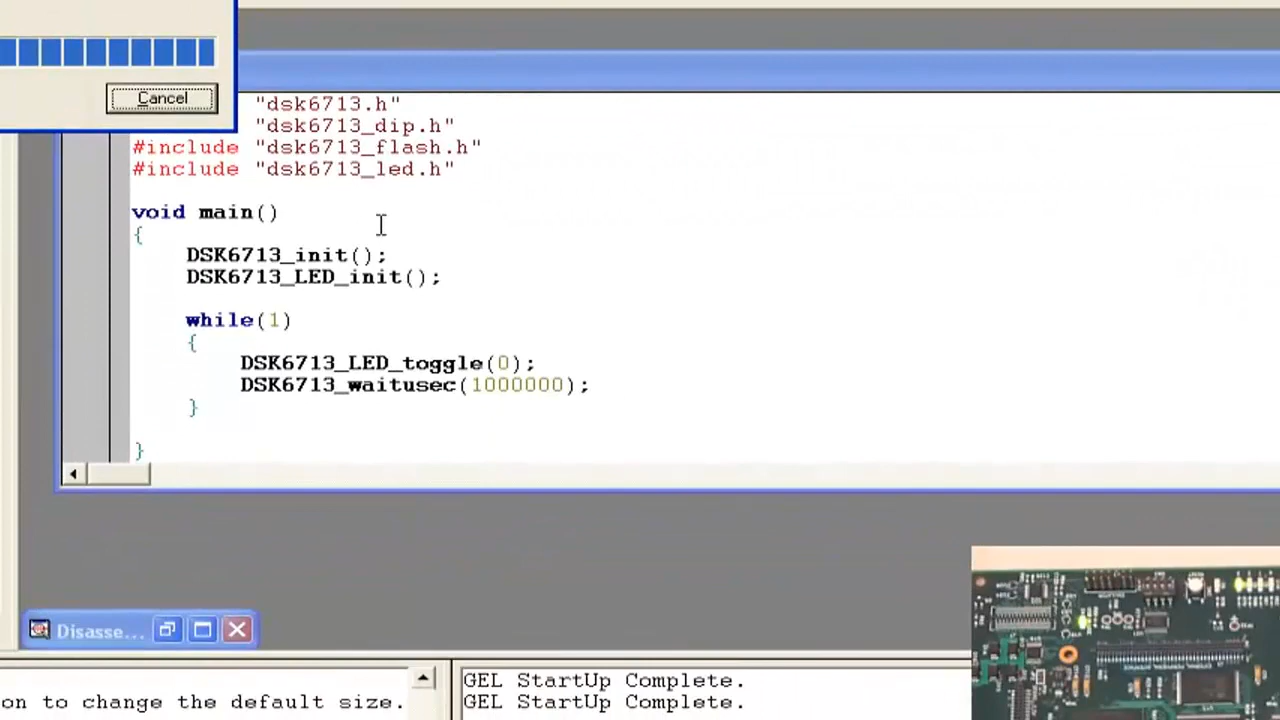 Cancel
"dsk6713.h"
"dsk6713_dip.h"
#include "dsk6713_flash.h"
#include "dsk6713_led.h"
void main()
{
DSK6713_init();
DSK6713_LED_init();
while(1)
{
DSK6713_LED_toggle(0);
DSK6713_waitusec(1000000);
}
}
Disasse...
on to change the default size.
GEL StartUp Complete.
GEL StartUp Complete.